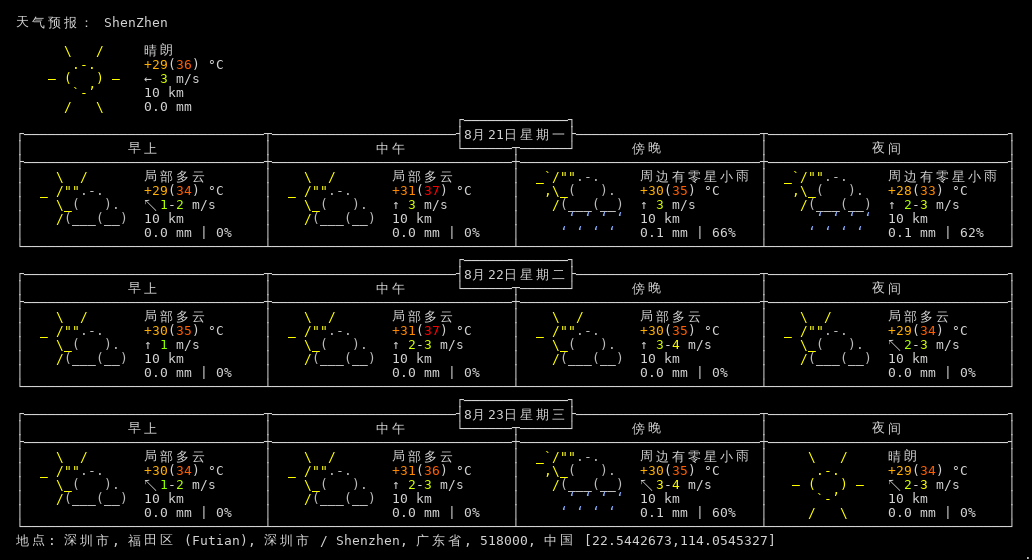 天气预报： ShenZhen
晴朗
+29(36) °C
← 3 m/s
10 km
0.0 mm
8月21日星期一
早上 中午 傍晚 夜间
局部多云 局部多云 周边有零星小雨 周边有零星小雨
+29(34) °C +31(37) °C +30(35) °C +28(33) °C
↖ 1-2 m/s ↑ 3 m/s ↑ 3 m/s ↑ 2-3 m/s
10 km 10 km 10 km 10 km
0.0 mm | 0% 0.0 mm | 0% 0.1 mm | 66% 0.1 mm | 62%
8月22日星期二
早上 中午 傍晚 夜间
局部多云 局部多云 局部多云 局部多云
+30(35) °C +31(37) °C +30(35) °C +29(34) °C
↑ 1 m/s ↑ 2-3 m/s ↑ 3-4 m/s ↖ 2-3 m/s
10 km 10 km 10 km 10 km
0.0 mm | 0% 0.0 mm | 0% 0.0 mm | 0% 0.0 mm | 0%
8月23日星期三
早上 中午 傍晚 夜间
局部多云 局部多云 周边有零星小雨 晴朗
+30(34) °C +31(36) °C +30(35) °C +29(34) °C
↖ 1-2 m/s ↑ 2-3 m/s ↖ 3-4 m/s ↖ 2-3 m/s
10 km 10 km 10 km 10 km
0.0 mm | 0% 0.0 mm | 0% 0.1 mm | 60% 0.0 mm | 0%
地点: 深圳市, 福田区 (Futian), 深圳市 / Shenzhen, 广东省, 518000, 中国 [22.5442673,114.0545327]